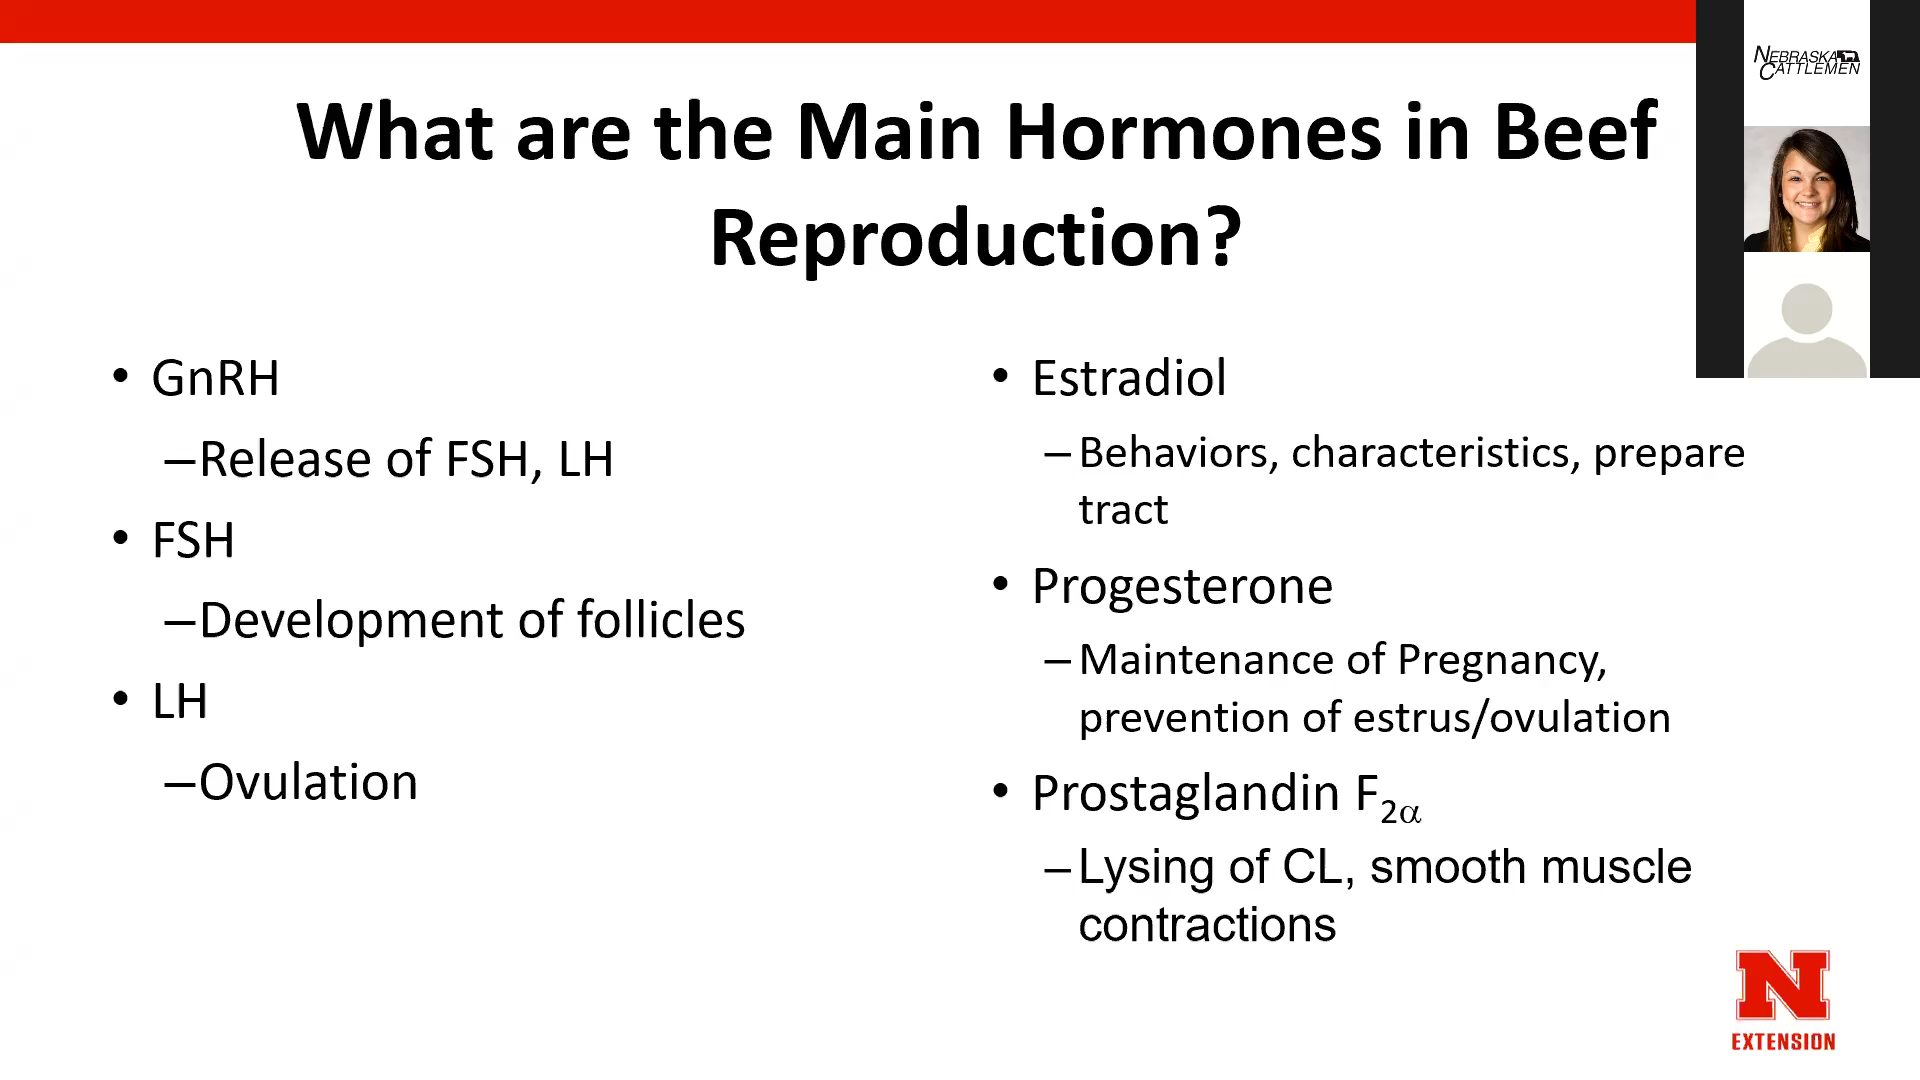 What are the Main Hormones in Beef
Reproduction?
• GnRH
–Release of FSH, LH
• FSH
–Development of follicles
• LH
–Ovulation
• Estradiol
–Behaviors, characteristics, prepare
tract
• Progesterone
–Maintenance of Pregnancy,
prevention of estrus/ovulation
• Prostaglandin F2α
–Lysing of CL, smooth muscle
contractions
NEBRASKA
CATTLEMEN
N
EXTENSION